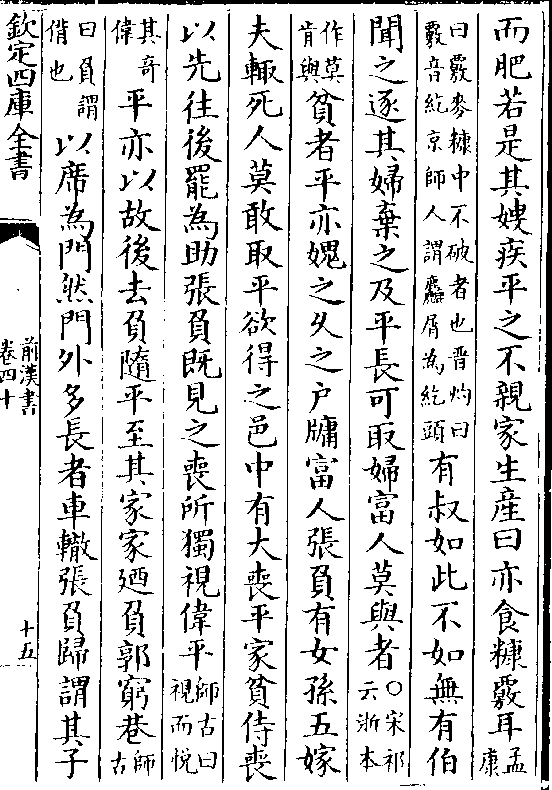 而肥若是其嫂疾平之不親家生産曰亦食糠覈耳孟康
曰覈麥糠中不破者也晋灼曰覈音紇京師人謂麤屑為紇頭有叔如此不如無有伯
聞之逐其婦棄之及平長可取婦富人莫與者○宋祁云浙本
作莫肯與貧者平亦媿之乆之户牖富人張負有女孫五嫁
夫輙死人莫敢取平欲得之邑中有大喪平家貧侍喪
以先往後罷為助張負既見之喪所獨視偉平師古曰視而悦
其奇偉平亦以故後去負隨平至其家家廼負郭窮巷師古
曰負謂偝也以席為門然門外多長者車轍張負歸謂其子
欽定四庫全書
前漢書
卷四十
十五